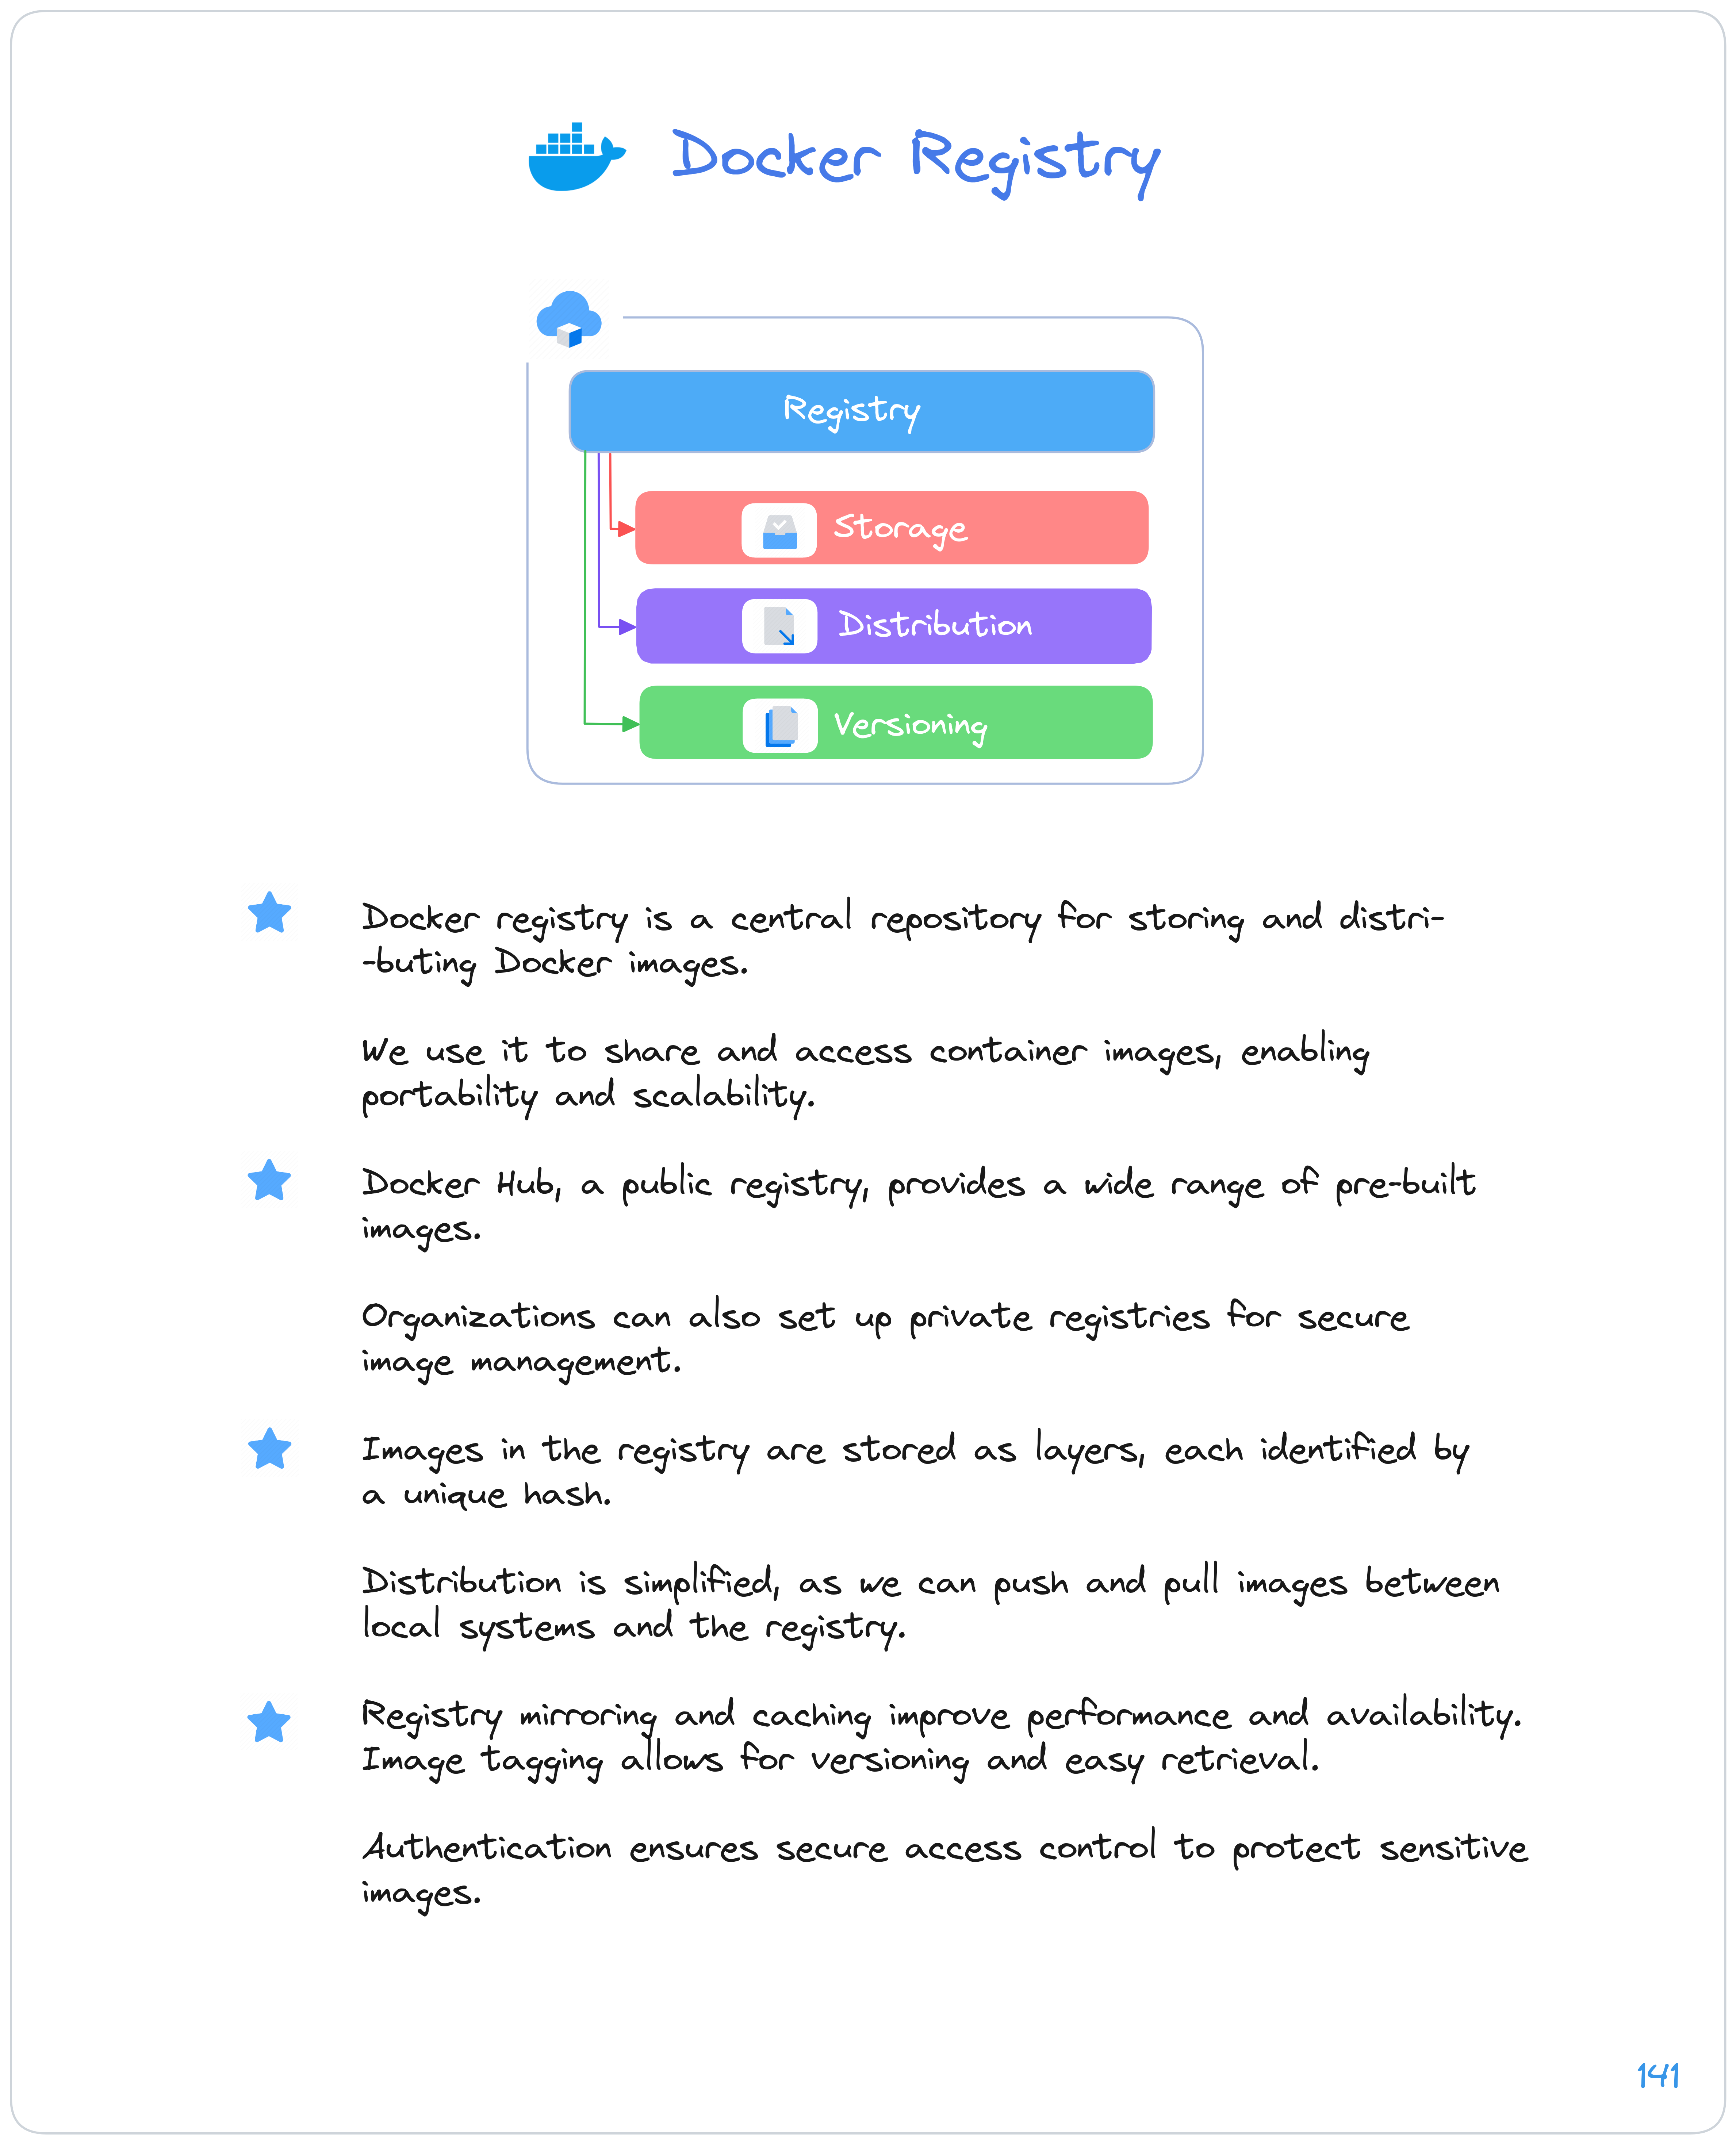 Docker Registry
Registry
Storage
Distribution
Versioning
Docker registry is a central repository for storing and distri-
-buting Docker images.
We use it to share and access container images, enabling
portability and scalability.
Docker Hub, a public registry, provides a wide range of pre-built
images.
Organizations can also set up private registries for secure
image management.
Images in the registry are stored as layers, each identified by
a unique hash.
Distribution is simplified, as we can push and pull images between
local systems and the registry.
Registry mirroring and caching improve performance and availability.
Image tagging allows for versioning and easy retrieval.
Authentication ensures secure access control to protect sensitive
images.
141